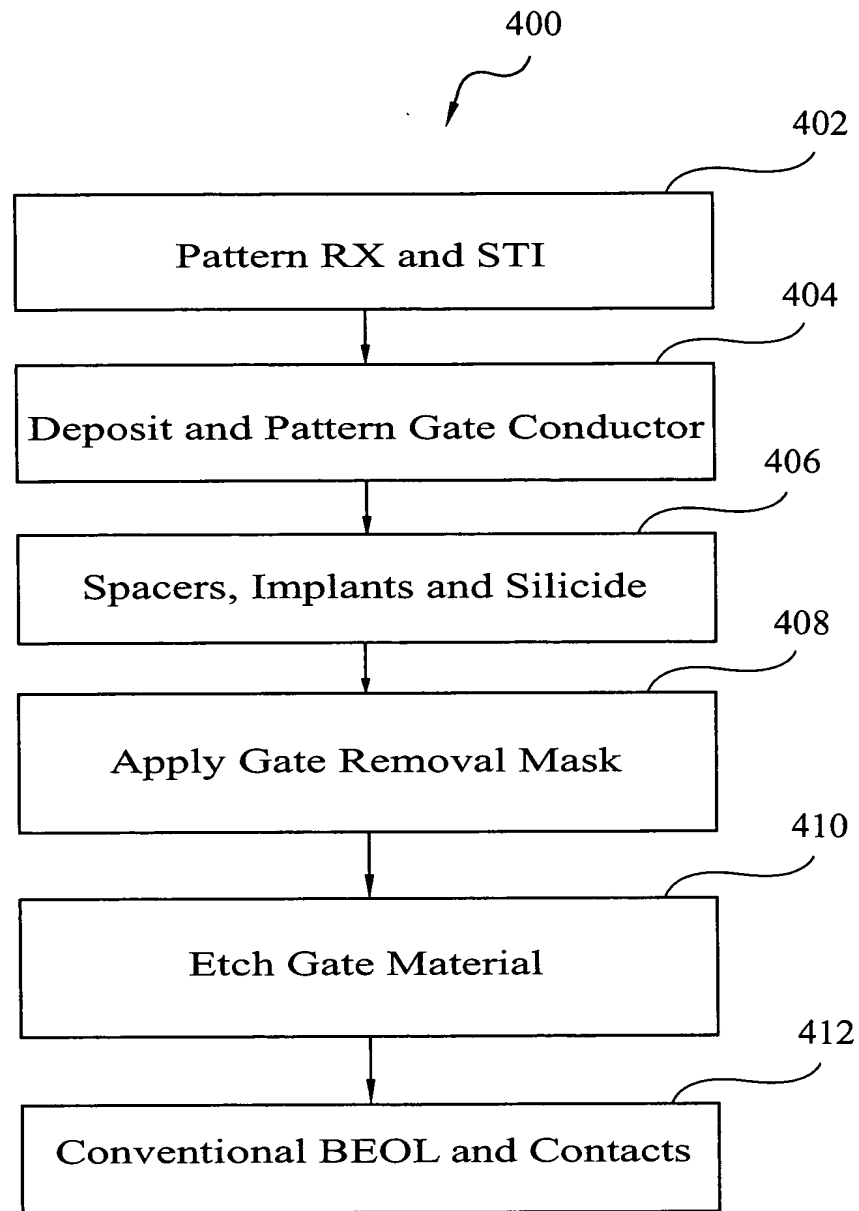 400
402
Pattern RX and STI
404
Deposit and Pattern Gate Conductor
406
Spacers, Implants and Silicide
408
Apply Gate Removal Mask
410
Etch Gate Material
412
Conventional BEOL and Contacts